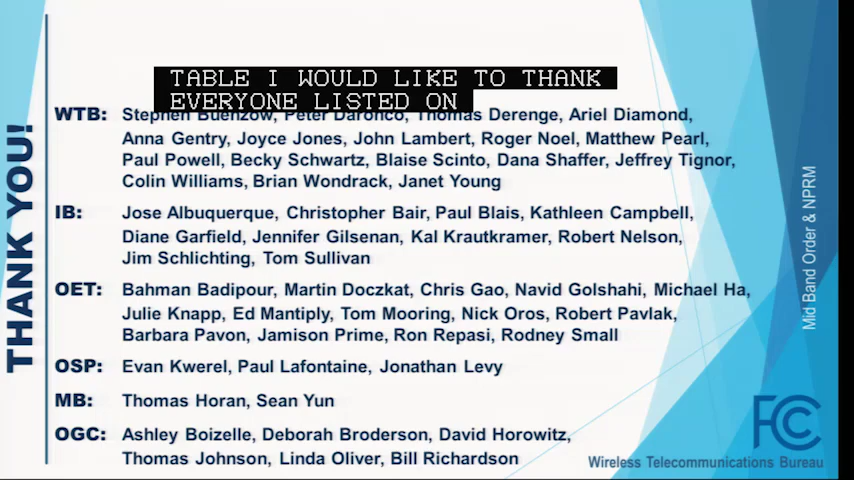 TABLE I WOULD LIKE TO THANK
EVERYONE LISTED ON
THANK YOU!
WTB: Stephen Buenzow, Peter Daronco, Thomas Derenge, Ariel Diamond,
Anna Gentry, Joyce Jones, John Lambert, Roger Noel, Matthew Pearl,
Paul Powell, Becky Schwartz, Blaise Scinto, Dana Shaffer, Jeffrey Tignor,
Colin Williams, Brian Wondrack, Janet Young
IB: Jose Albuquerque, Christopher Bair, Paul Blais, Kathleen Campbell,
Diane Garfield, Jennifer Gilsenan, Kal Krautkramer, Robert Nelson,
Jim Schlichting, Tom Sullivan
OET: Bahman Badipour, Martin Doczkat, Chris Gao, Navid Golshahi, Michael Ha,
Julie Knapp, Ed Mantiply, Tom Mooring, Nick Oros, Robert Pavlak,
Barbara Pavon, Jamison Prime, Ron Repasi, Rodney Small
OSP: Evan Kwerel, Paul Lafontaine, Jonathan Levy
MB: Thomas Horan, Sean Yun
OGC: Ashley Boizelle, Deborah Broderson, David Horowitz,
Thomas Johnson, Linda Oliver, Bill Richardson
Mid Band Order & NPRM
FCC
Wireless Telecommunications Bureau